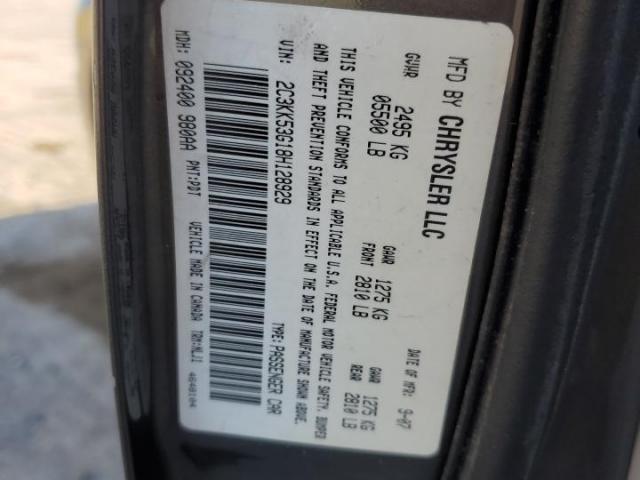 MFD BY CHRYSLER LLC
DATE OF MFR: 9-07
GVWR 2495 KG 05500 LB
GAWR FRONT 1275 KG 2810 LB
GAWR REAR 1275 KG 2810 LB
THIS VEHICLE CONFORMS TO ALL APPLICABLE U.S.A. FEDERAL MOTOR VEHICLE SAFETY, BUMPER
AND THEFT PREVENTION STANDARDS IN EFFECT ON THE DATE OF MANUFACTURE SHOWN ABOVE.
VIN: 2C3KK53G18H128929
TYPE: PASSENGER CAR
MDH: 092400 980AA
PNT: PDT
VEHICLE MADE IN CANADA
TRM: NLJ1
4648104